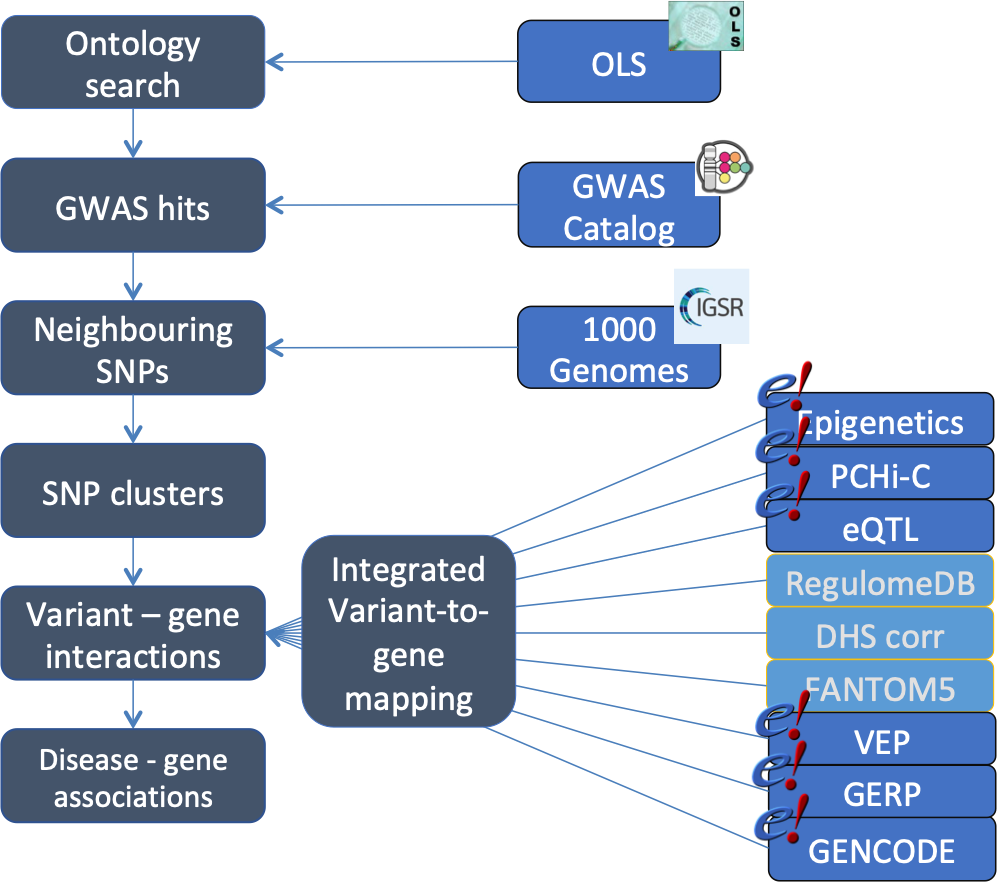 Ontology
search
OLS
O
L
S
GWAS hits
GWAS
Catalog
Neighbouring
SNPs
1000
Genomes
IGSR
SNP clusters
Variant – gene
interactions
Disease - gene
associations
Integrated
Variant-to-
gene
mapping
e!
Epigenetics
e!
PCHi-C
e!
eQTL
RegulomeDB
DHS corr
FANTOM5
e!
VEP
e!
GERP
e!
GENCODE